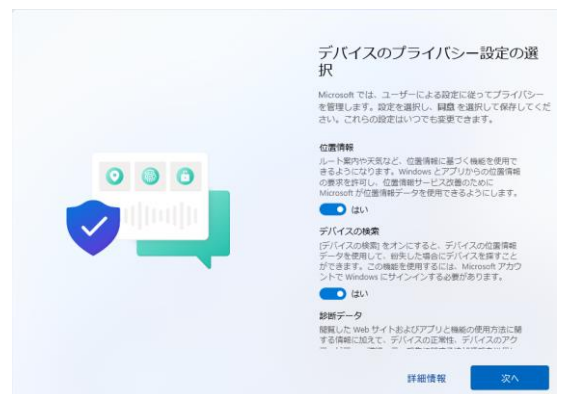 デバイスのプライバシー設定の選
択
Microsoft では、ユーザーによる設定に従ってプライバシー
を管理します。設定を選択し、同意 を選択して保存してくだ
さい。これらの設定はいつでも変更できます。
位置情報
ルート案内や天気など、位置情報に基づく機能を使用で
きるようになります。Windows とアプリからの位置情報
の要求を許可し、位置情報サービス改善のために
Microsoft が位置情報データを使用できるようにします。
はい
デバイスの検索
[デバイスの検索] をオンにすると、デバイスの位置情報
データを使用して、紛失した場合にデバイスを探すこと
ができます。この機能を使用するには、Microsoft アカウ
ントで Windows にサインインする必要があります。
はい
診断データ
閲覧した Web サイトおよびアプリと機能の使用方法に関
する情報に加えて、デバイスの正常性、デバイスのアク
詳細情報
次へ